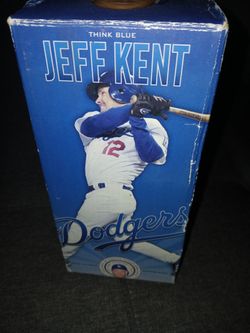 THINK BLUE
JEFF KENT
12
Dodgers